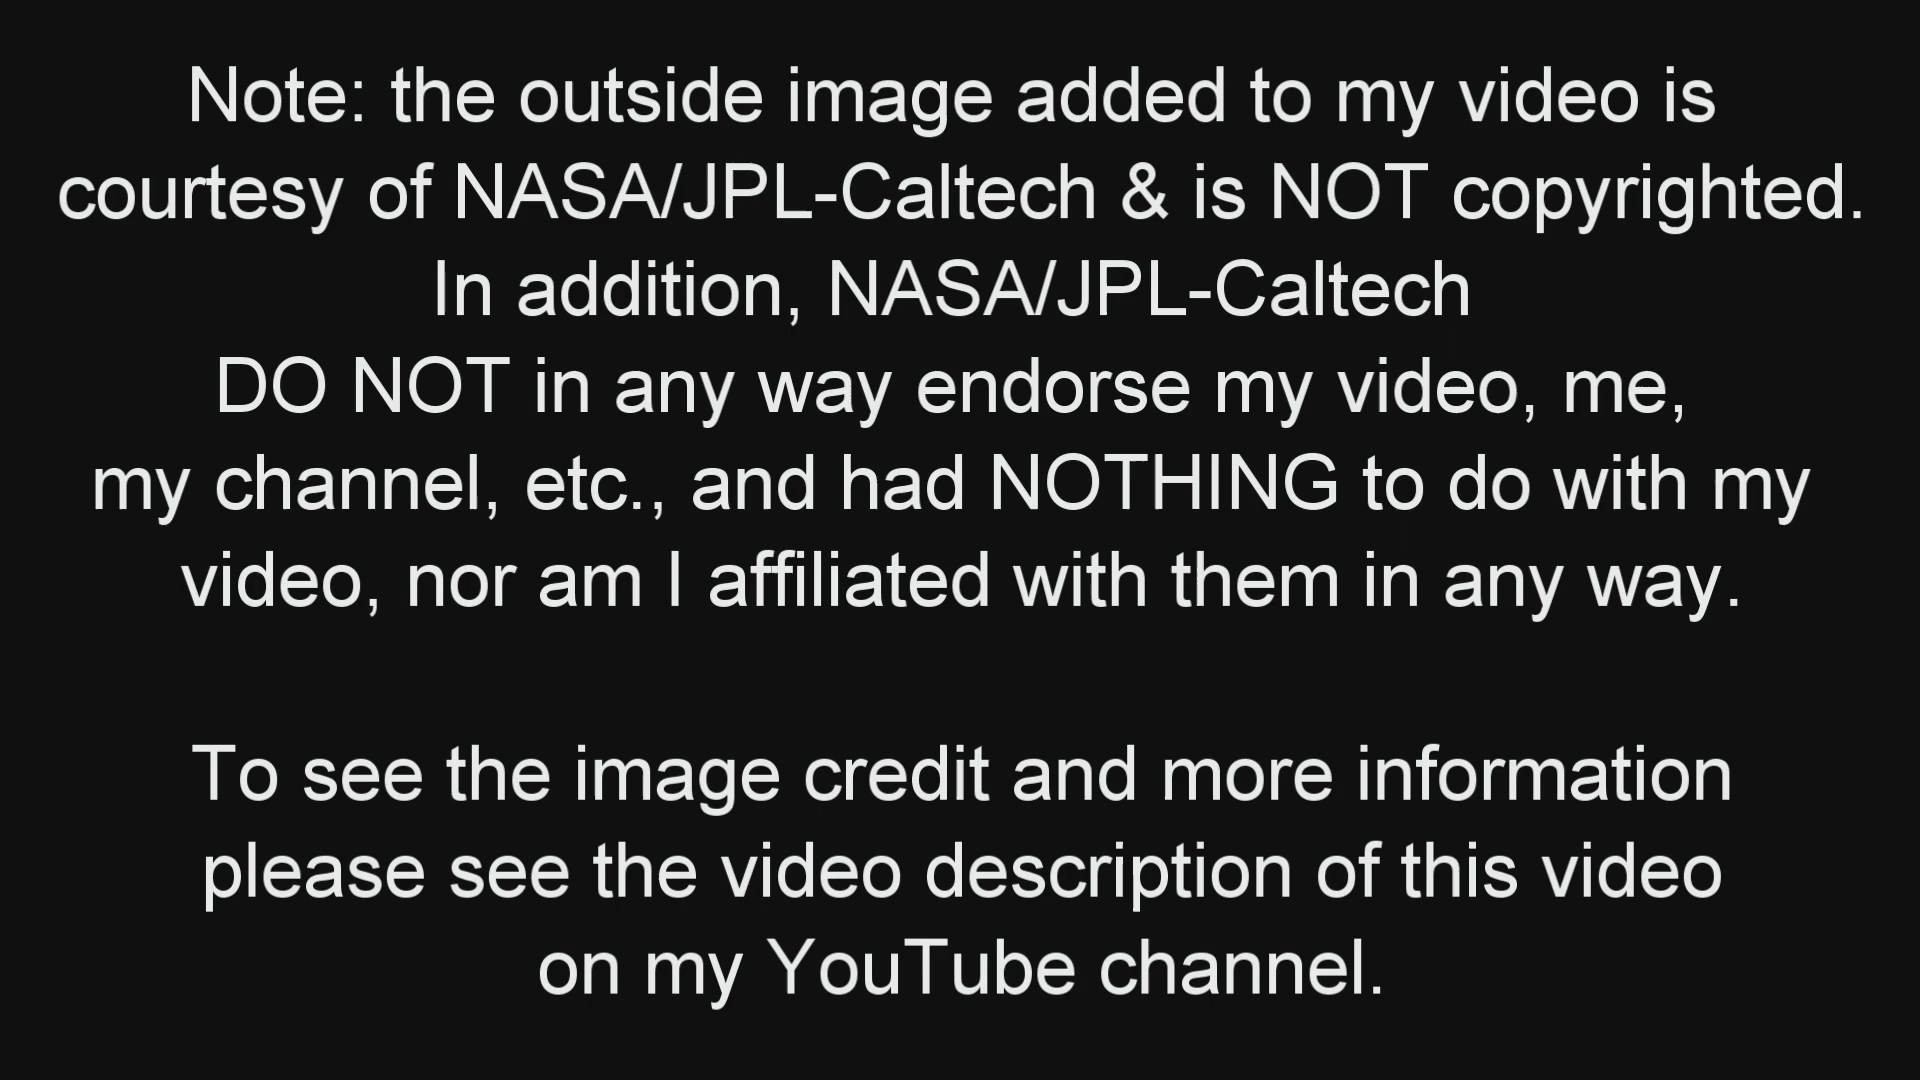 Note: the outside image added to my video is
courtesy of NASA/JPL-Caltech & is NOT copyrighted.
In addition, NASA/JPL-Caltech
DO NOT in any way endorse my video, me,
my channel, etc., and had NOTHING to do with my
video, nor am I affiliated with them in any way.
To see the image credit and more information
please see the video description of this video
on my YouTube channel.